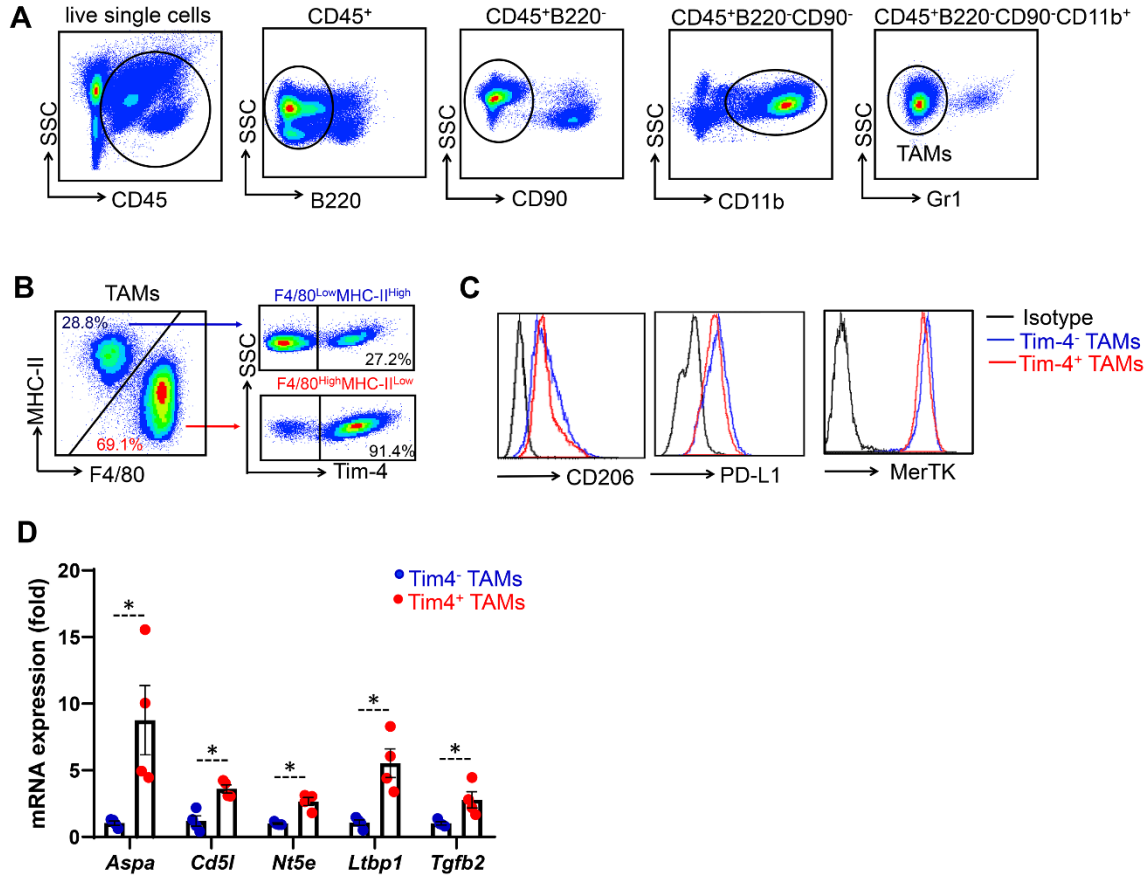 A
live single cells
CD45⁺
CD45⁺B220⁻
CD45⁺B220⁻CD90⁻
CD45⁺B220⁻CD90⁻CD11b⁺
SSC
CD45
SSC
B220
SSC
CD90
SSC
CD11b
SSC
TAMs
Gr1
B
TAMs
28.8%
69.1%
MHC-II
F4/80
F4/80ᴸᵒʷMHC-IIᴴⁱᵍʰ
27.2%
F4/80ᴴⁱᵍʰMHC-IIᴸᵒʷ
91.4%
SSC
Tim-4
C
CD206
PD-L1
MerTK
Isotype
Tim-4⁻ TAMs
Tim-4⁺ TAMs
D
mRNA expression (fold)
20
15
10
5
0
Tim4⁻ TAMs
Tim4⁺ TAMs
*
*
*
*
*
Aspa
Cd5l
Nt5e
Ltbp1
Tgfb2